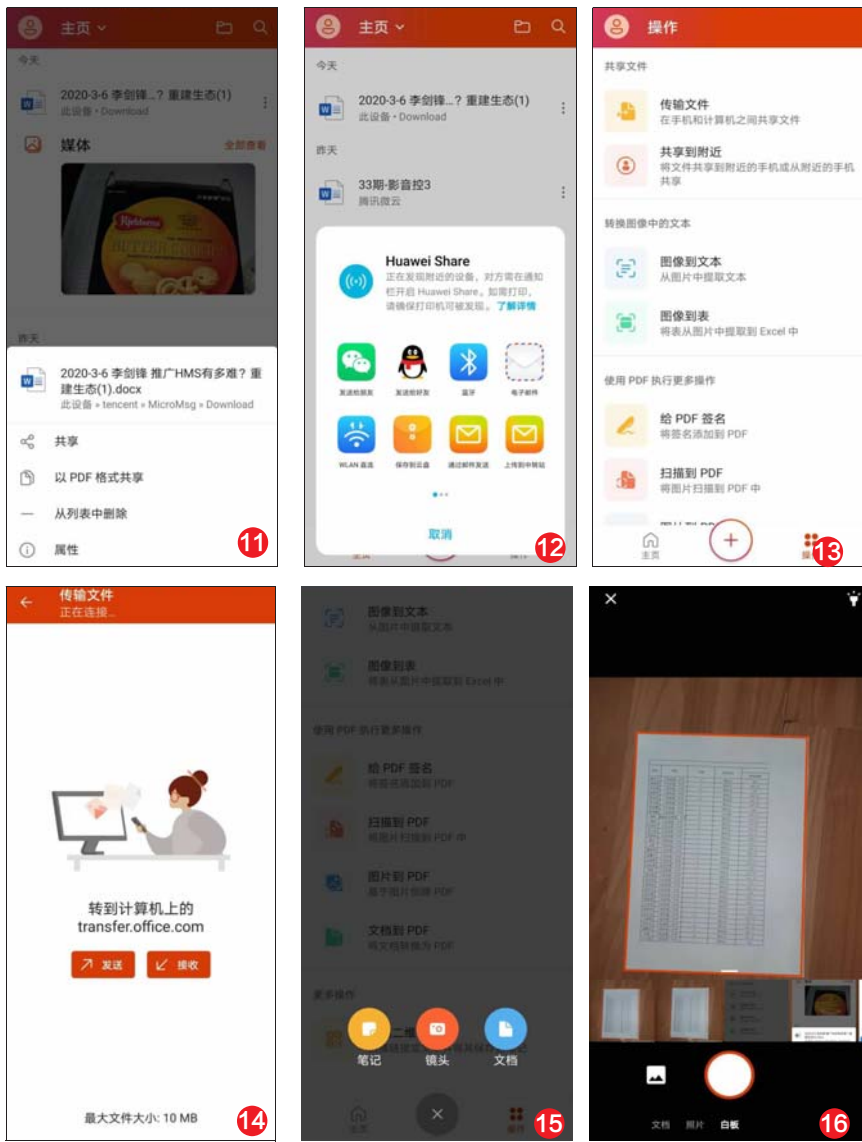 主页
今天
2020-3-6 李剑锋…? 重建生态(1)
此设备 • Download
媒体
全部查看
Rjeldsens
BUTTER COOKIES
昨天
2020-3-6 李剑锋 推广HMS有多难? 重
建生态(1).docx
此设备 » tencent » MicroMsg » Download
共享
以 PDF 格式共享
从列表中删除
属性
11
主页
今天
2020-3-6 李剑锋…? 重建生态(1)
此设备 • Download
昨天
33期-影音控3
腾讯微云
Huawei Share
正在发现附近的设备，对方需在通知
栏开启 Huawei Share。如需打印，
请确保打印机可被发现。了解详情
发送给朋友
发送给好友
蓝牙
电子邮件
WLAN 直连
保存到云盘
通过邮件发送
上传到中转站
取消
12
操作
共享文件
传输文件
在手机和计算机之间共享文件
共享到附近
将文件共享到附近的手机或从附近的手机
共享
转换图像中的文本
图像到文本
从图片中提取文本
图像到表
将表从图片中提取到 Excel 中
使用 PDF 执行更多操作
给 PDF 签名
将签名添加到 PDF
扫描到 PDF
将图片扫描到 PDF 中
图片到 PDF
主页
13
传输文件
正在连接...
转到计算机上的
transfer.office.com
发送
接收
最大文件大小: 10 MB
14
图像到文本
从图片中提取文本
图像到表
将表从图片中提取到 Excel 中
使用 PDF 执行更多操作
给 PDF 签名
将签名添加到 PDF
扫描到 PDF
将图片扫描到 PDF 中
图片到 PDF
基于图片创建 PDF
文档到 PDF
将文档转换为 PDF
更多操作
笔记
镜头
文档
主页
操作
15
文档
照片
白板
16